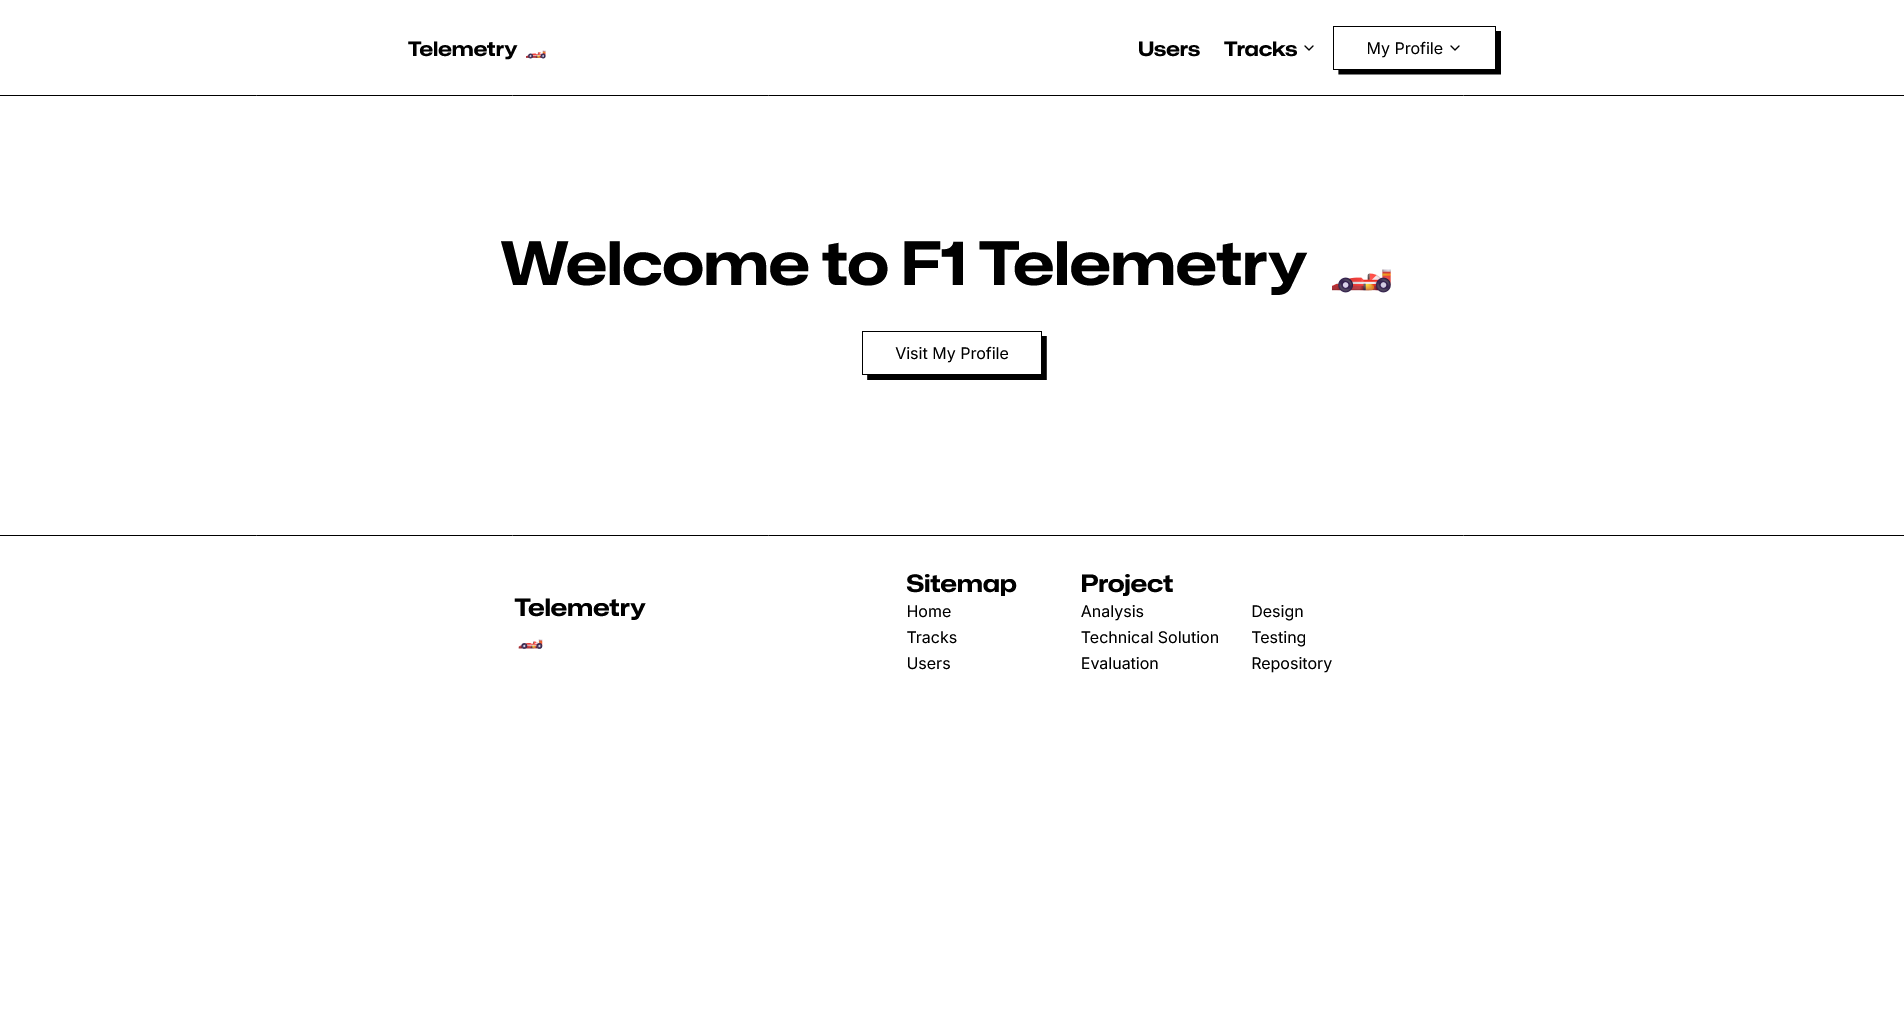 Telemetry 🏎️
Users Tracks My Profile
Welcome to F1 Telemetry 🏎️
Visit My Profile
Telemetry
🏎️
Sitemap
Home
Tracks
Users
Project
Analysis Design
Technical Solution Testing
Evaluation Repository